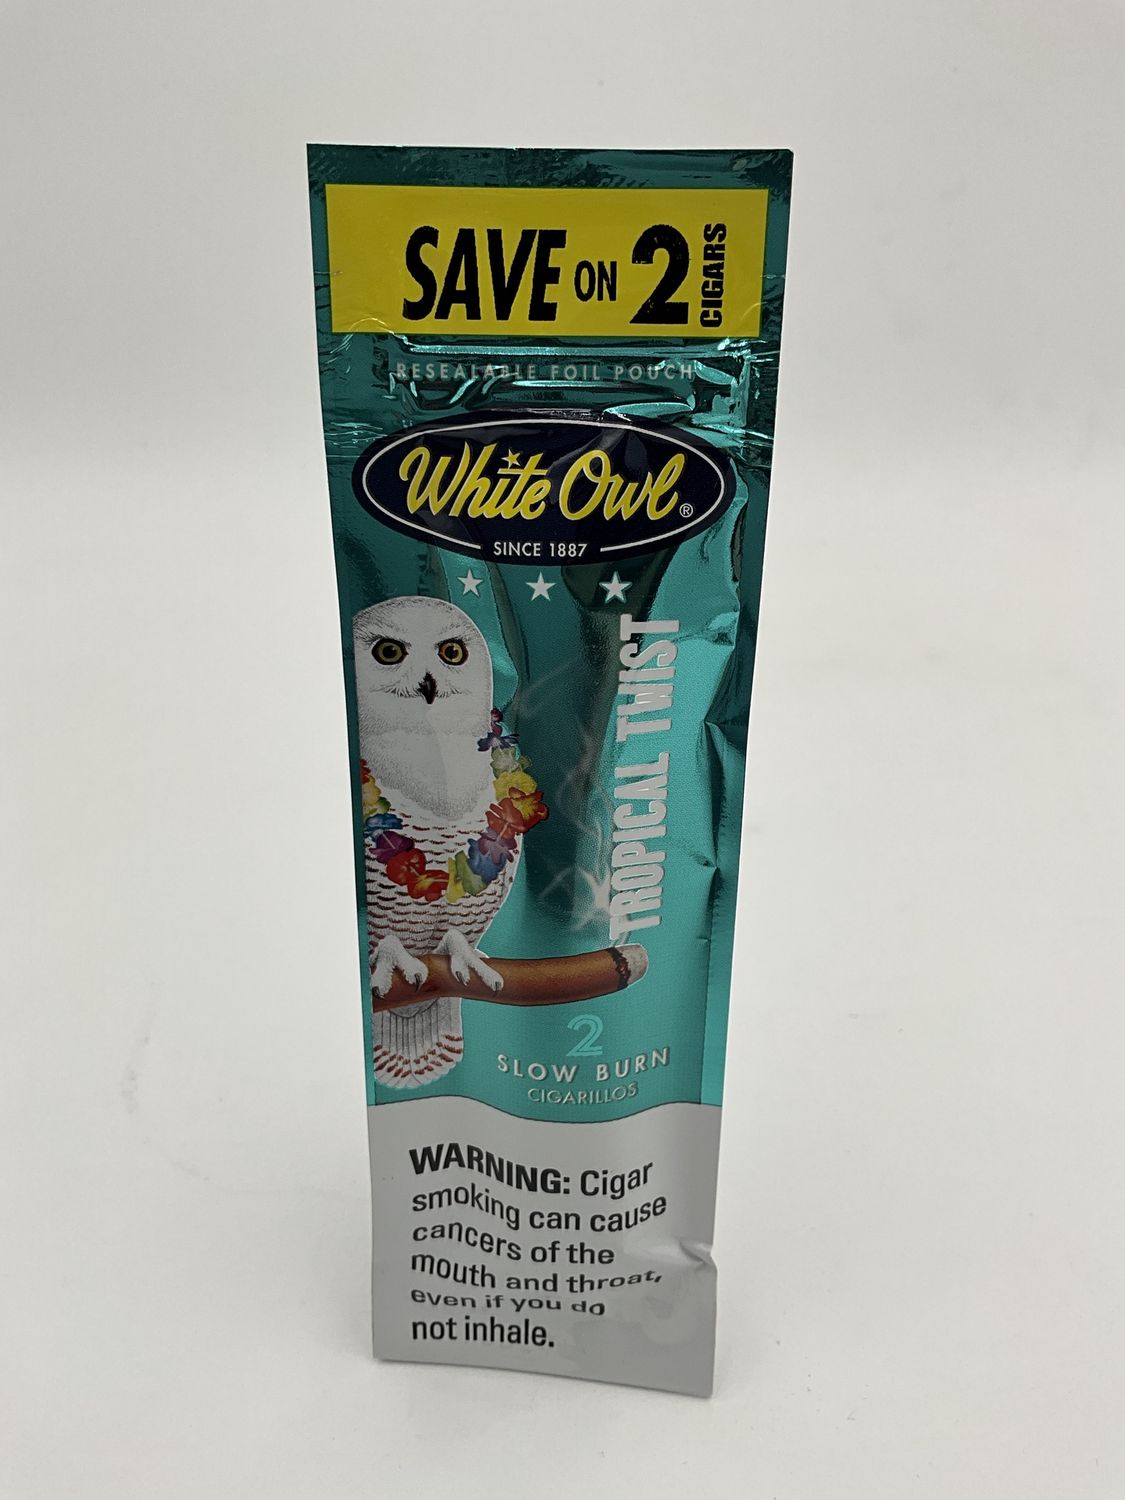 SAVE ON 2 CIGARS
RESEALABLE FOIL POUCH
White Owl®
SINCE 1887
TROPICAL TWIST
2
SLOW BURN
CIGARILLOS
WARNING: Cigar
smoking can cause
cancers of the
mouth and throat,
even if you do
not inhale.